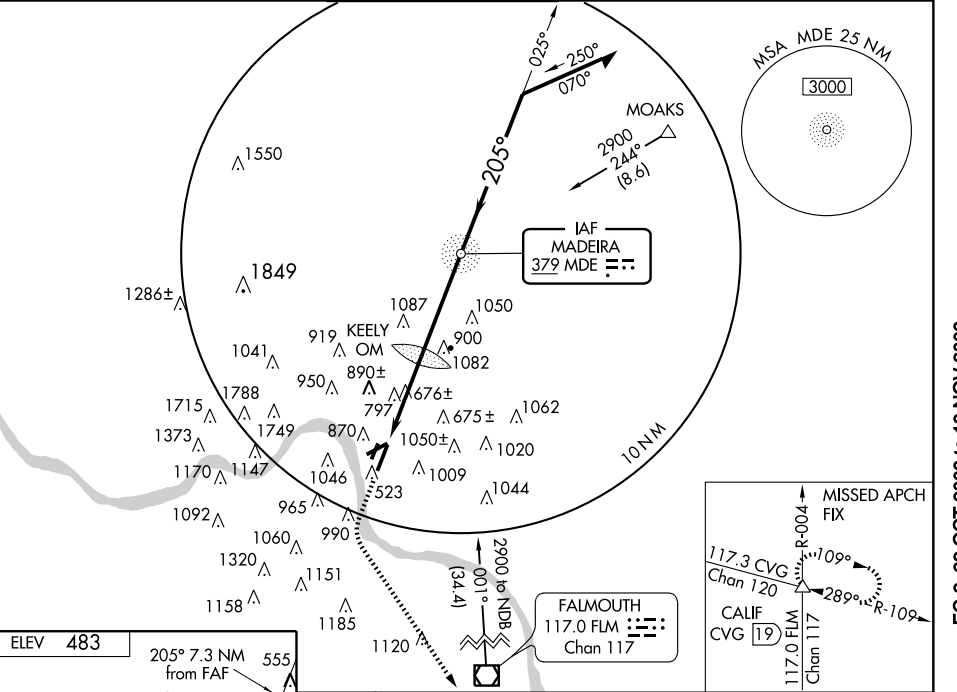 MSA MDE 25 NM
3000
025°
250°
070°
MOAKS
2900
244°
(8.6)
205°
1550
IAF
MADEIRA
379 MDE
1849
1286±
1087
1050
919
KEELY
OM
900
1082
1041
950
890±
797
676±
1788
1715
1749
675±
1062
1373
870
1050±
1020
1170
1147
1046
1009
10 NM
523
965
1044
1092
990
1060
1320
1151
1158
1185
1120
2900 to NDB
001°
(34.4)
FALMOUTH
117.0 FLM
Chan 117
MISSED APCH
FIX
R-004
109°
117.3 CVG
Chan 120
289°
R-109
CALIF
CVG 19
117.0 FLM
Chan 117
ELEV 483
205° 7.3 NM
from FAF
555